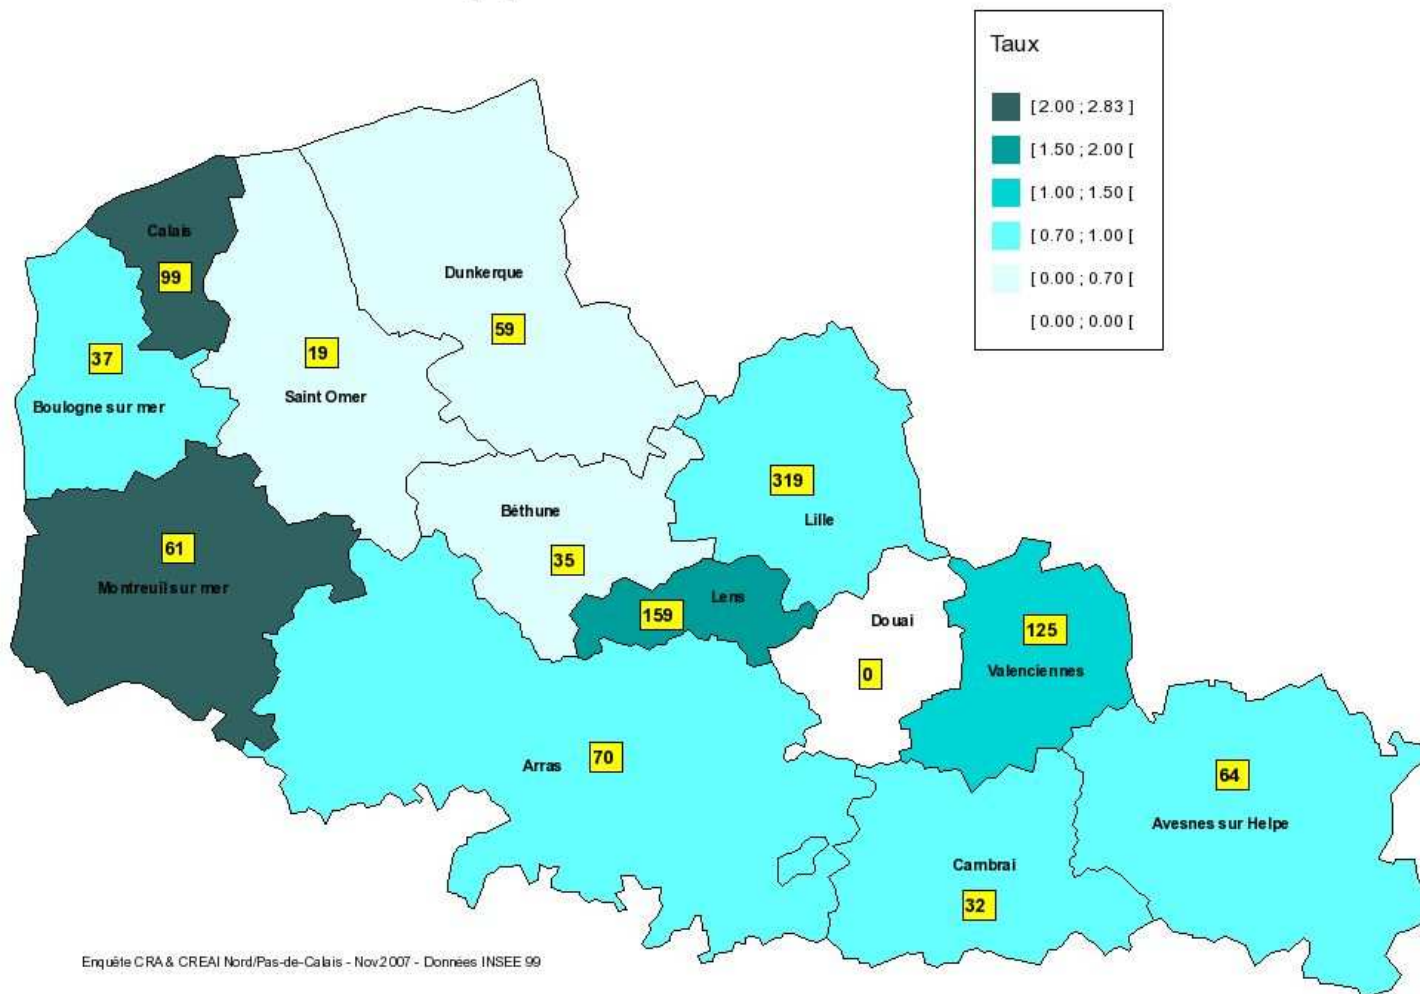 Taux
[ 2.00 ; 2.83 ]
[ 1.50 ; 2.00 [
[ 1.00 ; 1.50 [
[ 0.70 ; 1.00 [
[ 0.00 ; 0.70 [
[ 0.00 ; 0.00 [
Calais
99
Dunkerque
59
37
Boulogne sur mer
19
Saint Omer
319
Lille
Béthune
35
61
Montreuil sur mer
Lens
159
Douai
0
125
Valenciennes
Arras
70
64
Avesnes sur Helpe
Cambrai
32
Enquête CRA & CREAI Nord/Pas-de-Calais - Nov2007 - Données INSEE 99